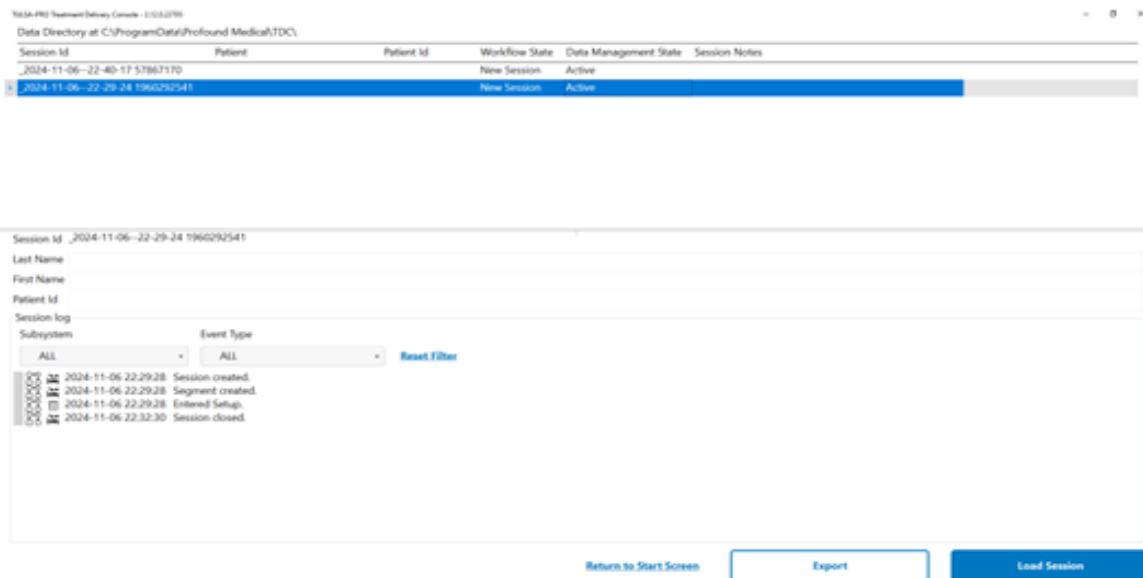 TULSA-PRO Treatment Delivery Console - 2.12.0.22705
Data Directory at C:\ProgramData\Profound Medical\TDC\
Session Id Patient Patient Id Workflow State Data Management State Session Notes
_2024-11-06--22-40-17 57867170 New Session Active
_2024-11-06--22-29-24 1960292541 New Session Active
Session Id _2024-11-06--22-29-24 1960292541
Last Name
First Name
Patient Id
Session log
Subsystem Event Type
ALL ALL Reset Filter
2024-11-06 22:29:28 Session created.
2024-11-06 22:29:28 Segment created.
2024-11-06 22:29:28 Entered Setup.
2024-11-06 22:32:30 Session closed.
Return to Start Screen Export Load Session